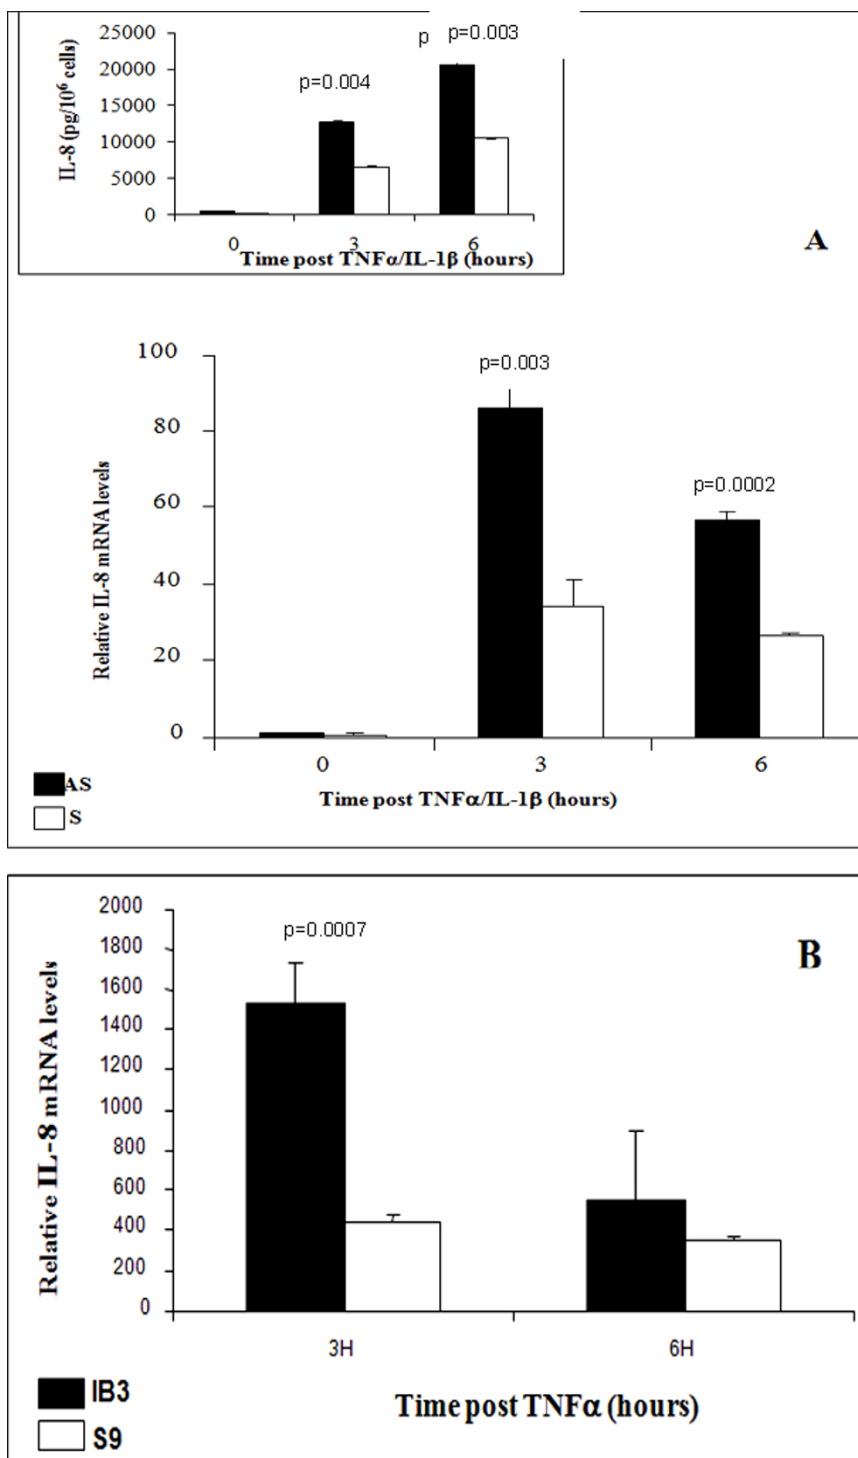 p p=0.003
25000
20000
15000
10000
5000
0
IL-8 (pg/10⁶ cells)
p=0.004
0 3 6
Time post TNFα/IL-1β (hours)
A
100
80
60
40
20
0
Relative IL-8 mRNA levels
p=0.003
p=0.0002
0 3 6
Time post TNFα/IL-1β (hours)
AS
S
2000
1800
1600
1400
1200
1000
800
600
400
200
0
Relative IL-8 mRNA levels
p=0.0007
B
3H 6H
Time post TNFα (hours)
IB3
S9